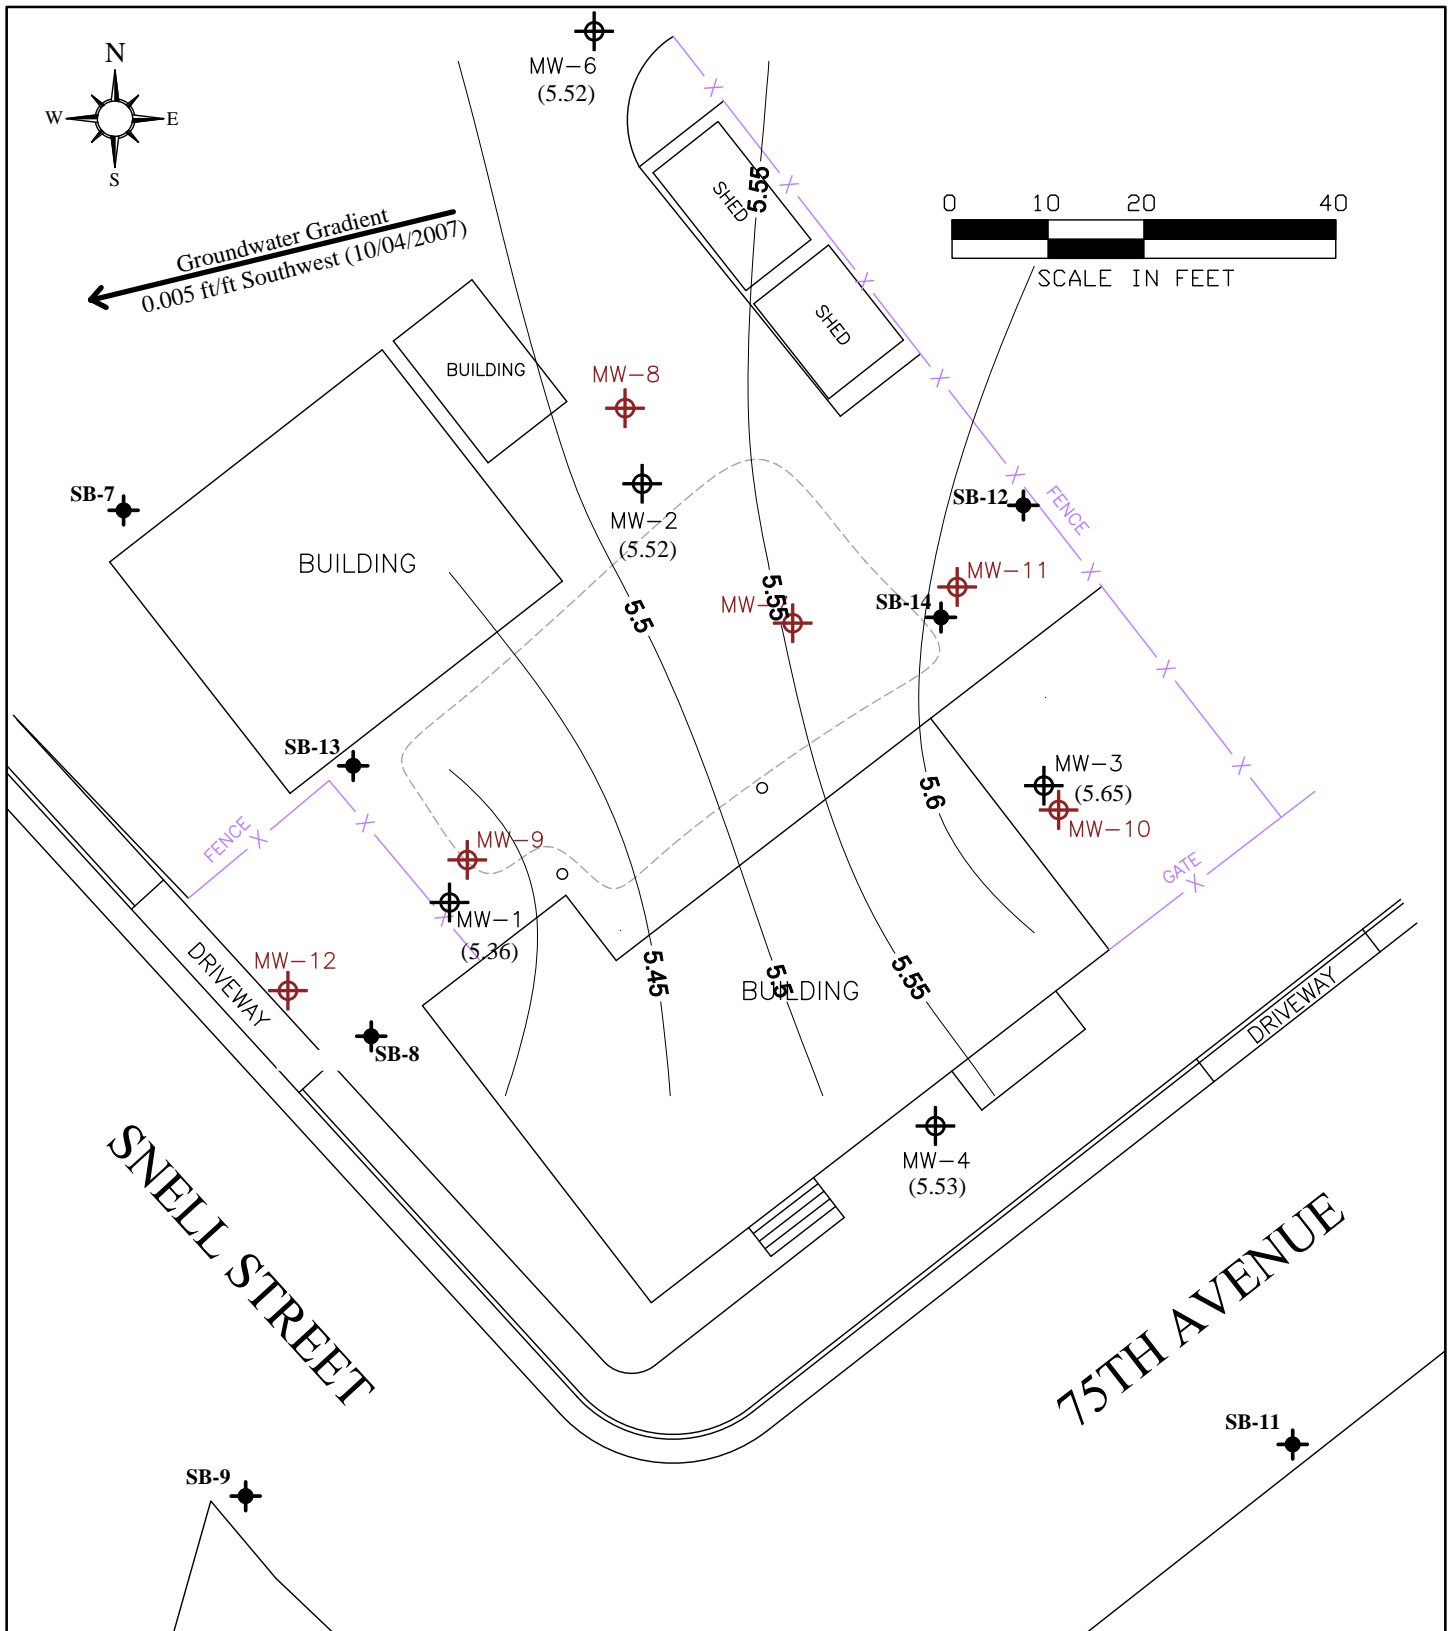 MW-6
(5.52)
N
W
E
S
X
5.55
X
SHED
0
10
20
40
SCALE IN FEET
Groundwater Gradient
0.005 ft/ft Southwest (10/04/2007)
X
SHED
BUILDING
MW-8
X
X
SB-7
MW-2
(5.52)
SB-12
FENCE
BUILDING
X
MW-11
5.5
5.55
MW-
SB-14
X
SB-13
MW-3
(5.65)
X
5.6
MW-10
FENCE
X
X
MW-9
GATE
X
MW-1
(5.36)
X
MW-12
DRIVEWAY
5.45
5.5
BUILDING
5.55
DRIVEWAY
SB-8
MW-4
(5.53)
SNELL STREET
75TH AVENUE
SB-11
SB-9